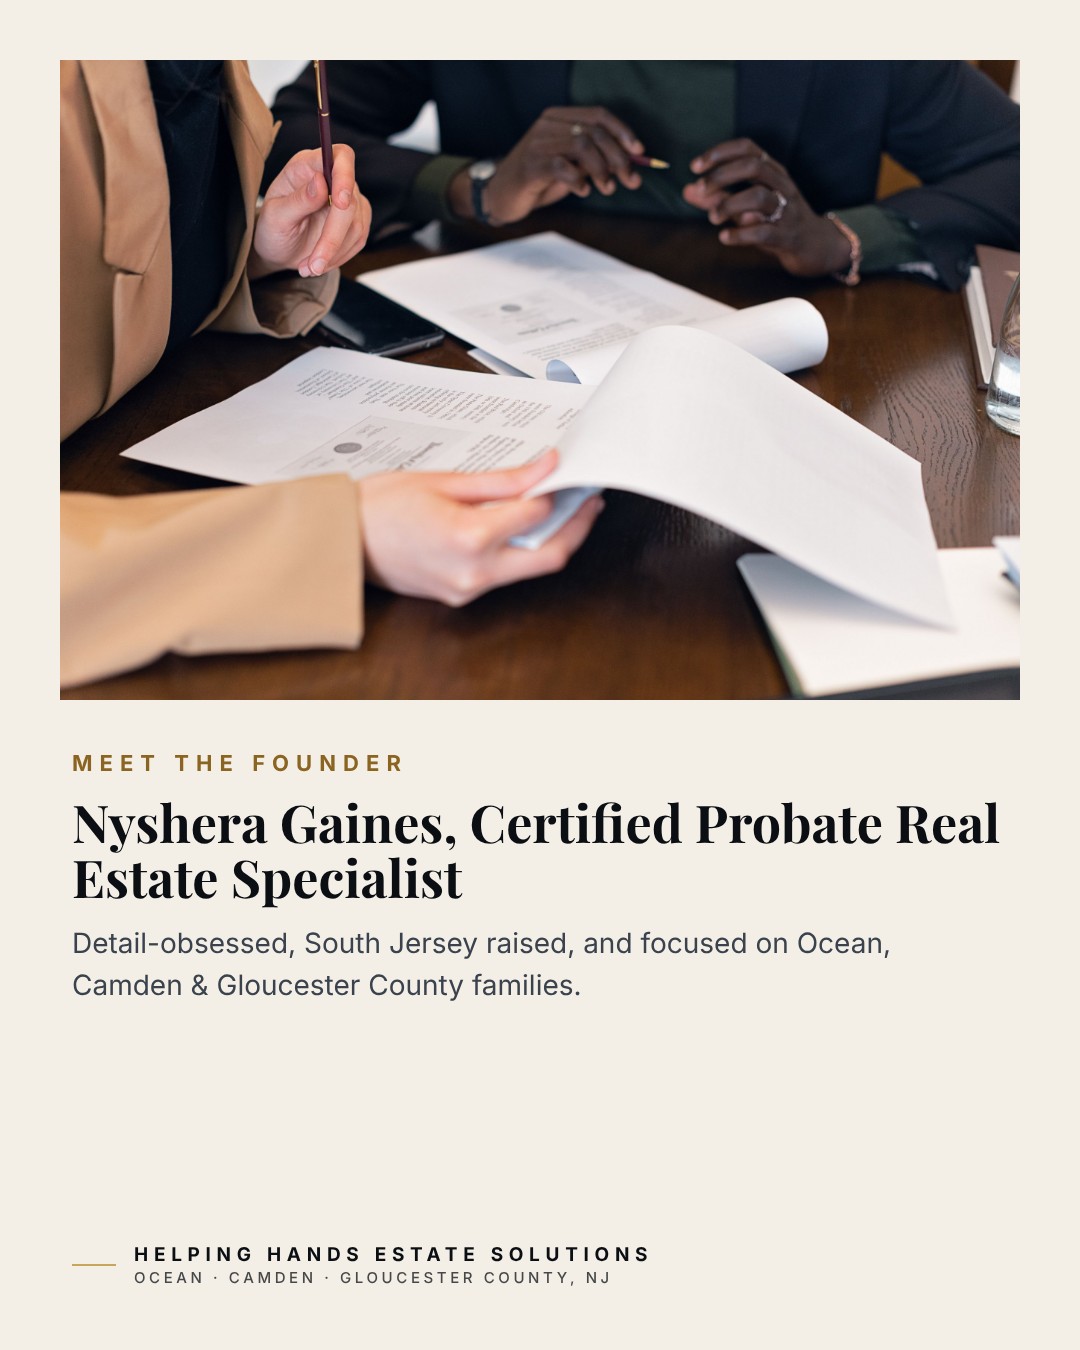 MEET THE FOUNDER
Nyshera Gaines, Certified Probate Real
Estate Specialist
Detail-obsessed, South Jersey raised, and focused on Ocean,
Camden & Gloucester County families.
HELPING HANDS ESTATE SOLUTIONS
OCEAN · CAMDEN · GLOUCESTER COUNTY, NJ